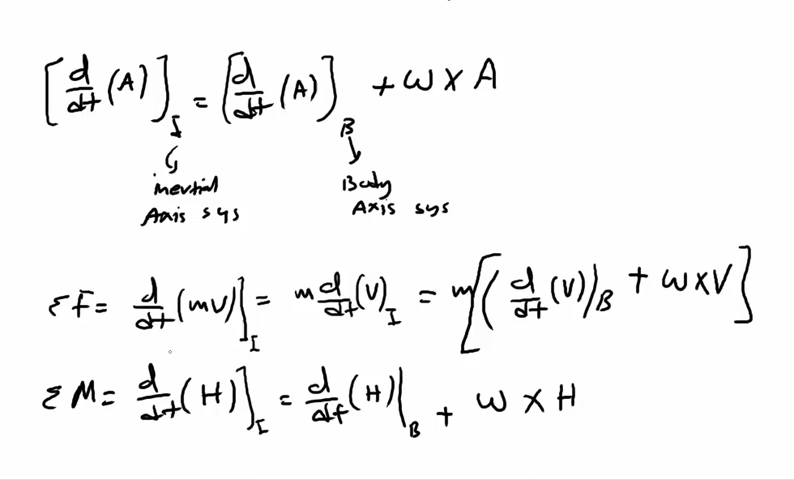 [d/dt (A)]_I = [d/dt (A)]_B + ω × A
Inertial Body
Axis sys Axis sys
ΣF = d/dt (mV)]_I = m d/dt (V)_I = m[(d/dt (V)|_B + ω×V]
ΣM = d/dt (H)]_I = d/dt (H)|_B + ω × H